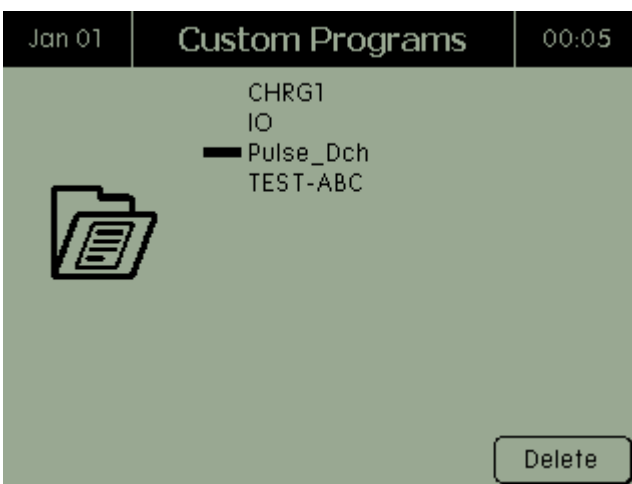 Jan 01 Custom Programs 00:05
CHRG1
IO
Pulse_Dch
TEST-ABC
Delete